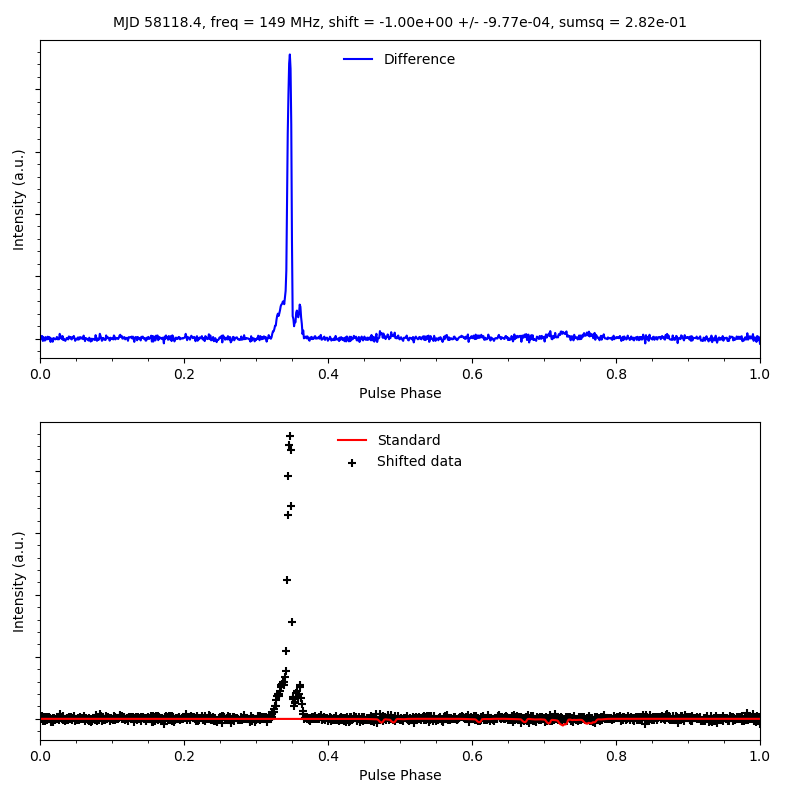 MJD 58118.4, freq = 149 MHz, shift = -1.00e+00 +/- -9.77e-04, sumsq = 2.82e-01
Difference
Intensity (a.u.)
0.0 0.2 0.4 0.6 0.8 1.0
Pulse Phase
Standard
Shifted data
Intensity (a.u.)
0.0 0.2 0.4 0.6 0.8 1.0
Pulse Phase